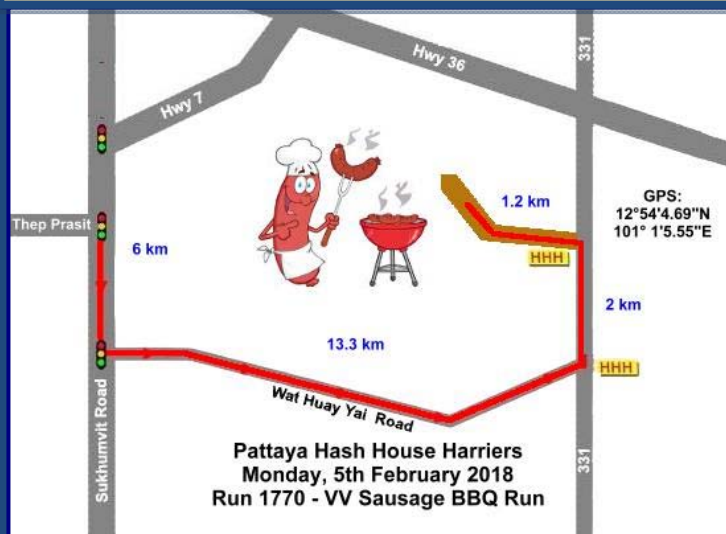 331
Hwy 36
Hwy 7
1.2 km
GPS:
12°54'4.69"N
101° 1'5.55"E
Thep Prasit
6 km
HHH
2 km
13.3 km
HHH
Wat Huay Yai Road
Sukhumvit Road
331
Pattaya Hash House Harriers
Monday, 5th February 2018
Run 1770 - VV Sausage BBQ Run